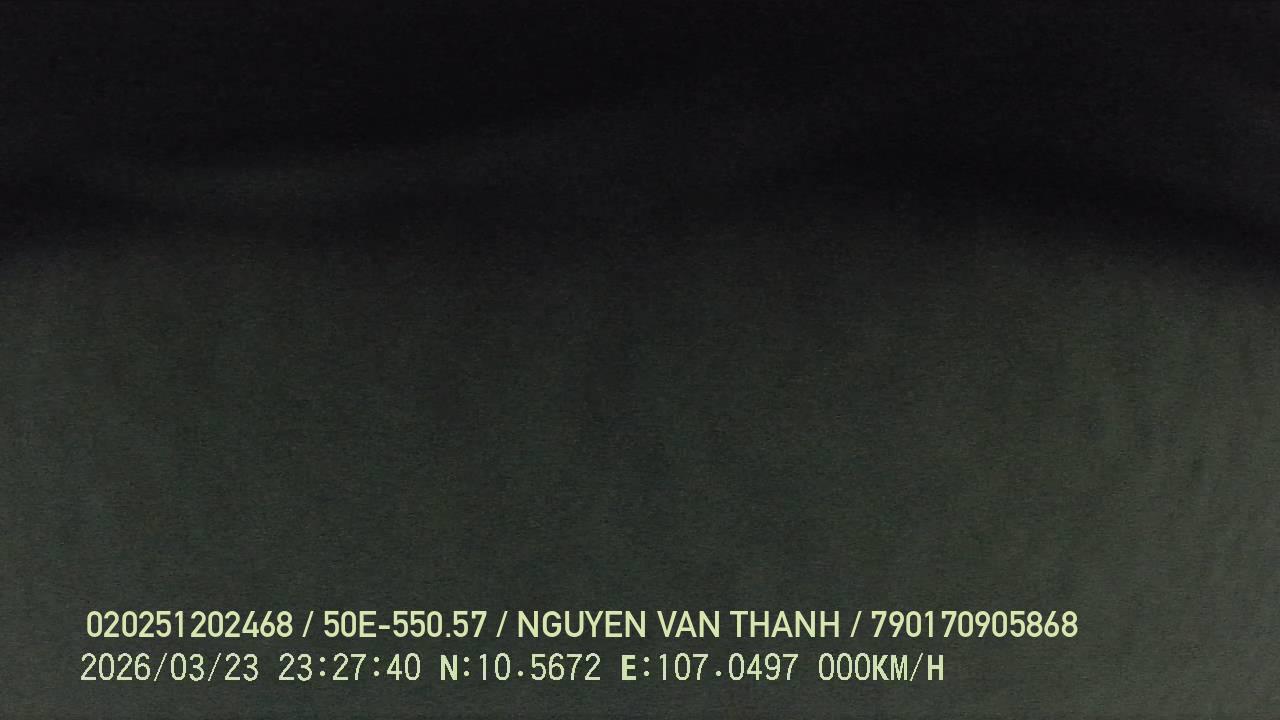 020251202468 / 50E-550.57 / NGUYEN VAN THANH / 790170905868
2026/03/23 23:27:40 N:10.5672 E:107.0497 000KM/H